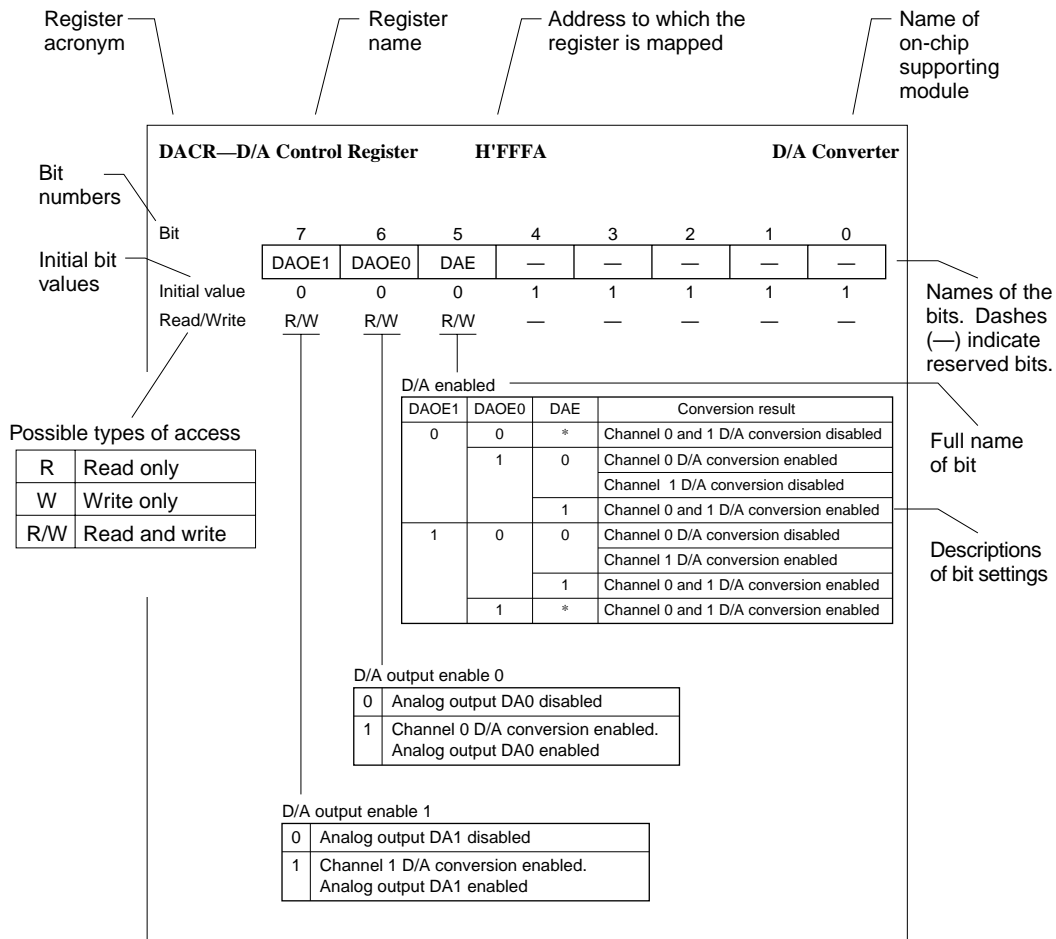 Register
acronym
Register
name
Address to which the
register is mapped
Name of
on-chip
supporting
module
DACR—D/A Control Register H'FFFA D/A Converter
Bit
numbers
Bit 7 6 5 4 3 2 1 0
DAOE1 DAOE0 DAE — — — — —
Initial bit
values
Initial value 0 0 0 1 1 1 1 1
Read/Write R/W R/W R/W — — — — —
Names of the
bits. Dashes
(—) indicate
reserved bits.
Possible types of access
R Read only
W Write only
R/W Read and write
D/A enabled
DAOE1 DAOE0 DAE Conversion result
0 0 * Channel 0 and 1 D/A conversion disabled
1 0 Channel 0 D/A conversion enabled
Channel 1 D/A conversion disabled
1 Channel 0 and 1 D/A conversion enabled
1 0 0 Channel 0 D/A conversion disabled
Channel 1 D/A conversion enabled
1 Channel 0 and 1 D/A conversion enabled
1 * Channel 0 and 1 D/A conversion enabled
Full name
of bit
Descriptions
of bit settings
D/A output enable 0
0 Analog output DA0 disabled
1 Channel 0 D/A conversion enabled.
Analog output DA0 enabled
D/A output enable 1
0 Analog output DA1 disabled
1 Channel 1 D/A conversion enabled.
Analog output DA1 enabled